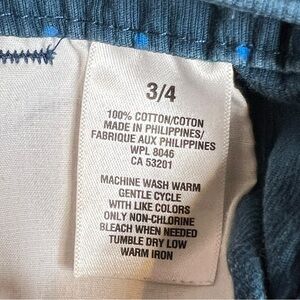 3/4
100% COTTON/COTON
MADE IN PHILIPPINES/
FABRIQUE AUX PHILIPPINES
WPL 8046
CA 53201
MACHINE WASH WARM
GENTLE CYCLE
WITH LIKE COLORS
ONLY NON-CHLORINE
BLEACH WHEN NEEDED
TUMBLE DRY LOW
WARM IRON